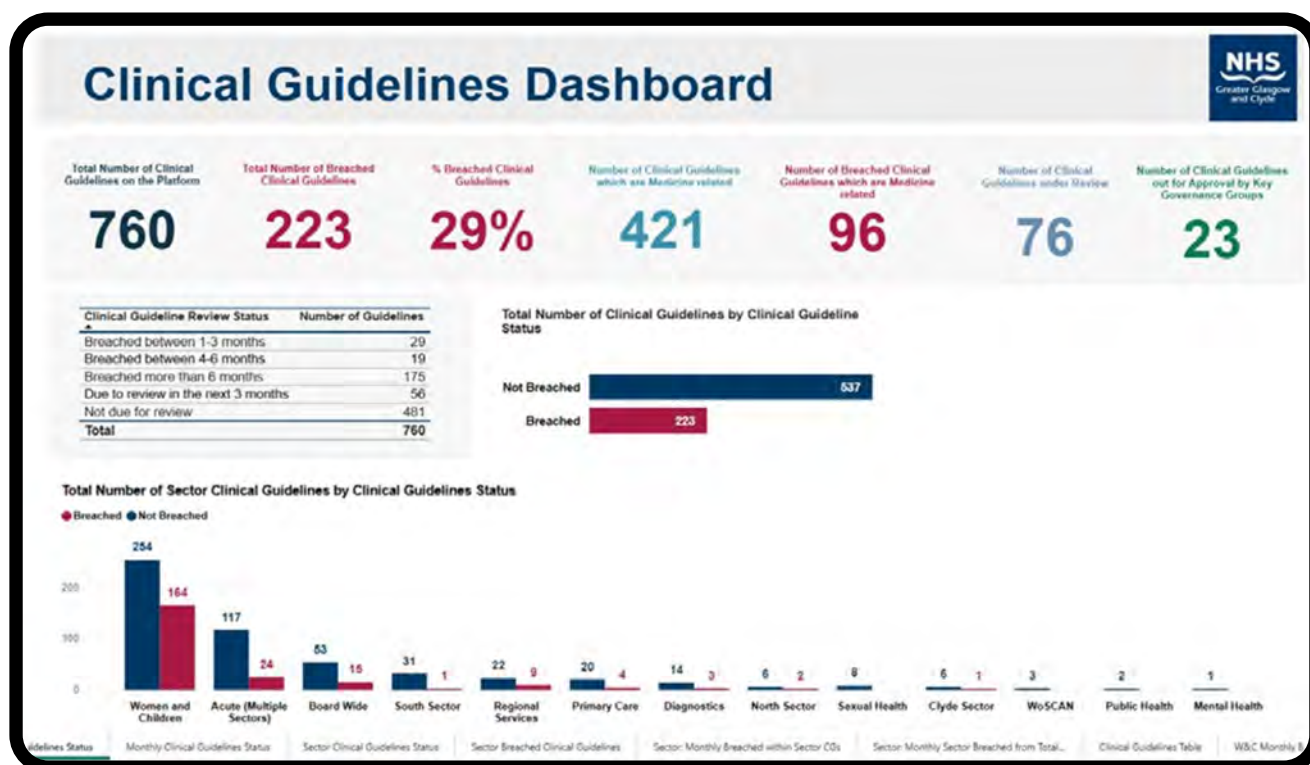 Clinical Guidelines Dashboard
NHS
Greater Glasgow
and Clyde
Total Number of Clinical
Guidelines on the Platform
760
Total Number of Breached
Clinical Guidelines
223
% Breached Clinical
Guidelines
29%
Number of Clinical Guidelines
which are Medicine related
421
Number of Breached Clinical
Guidelines which are Medicine
related
96
Number of Clinical
Guidelines under Review
76
Number of Clinical Guidelines
out for Approval by Key
Governance Groups
23
Clinical Guideline Review Status Number of Guidelines
Breached between 1-3 months 29
Breached between 4-6 months 19
Breached more than 6 months 175
Due to review in the next 3 months 56
Not due for review 481
Total 760
Total Number of Clinical Guidelines by Clinical Guideline
Status
Not Breached 537
Breached 223
Total Number of Sector Clinical Guidelines by Clinical Guidelines Status
Breached Not Breached
200
100
0
254 164
117 24
53 15
31 1
22 9
20 4
14 3
6 2
8
6 1
3
2
1
Women and
Children
Acute (Multiple
Sectors)
Board Wide
South Sector
Regional
Services
Primary Care
Diagnostics
North Sector
Sexual Health
Clyde Sector
WoSCAN
Public Health
Mental Health
idelines Status
Monthly Clinical Guidelines Status
Sector Clinical Guidelines Status
Sector Breached Clinical Guidelines
Sector: Monthly Breached within Sector CGs
Sector: Monthly Sector Breached from Total...
Clinical Guidelines Table
W&C Monthly B